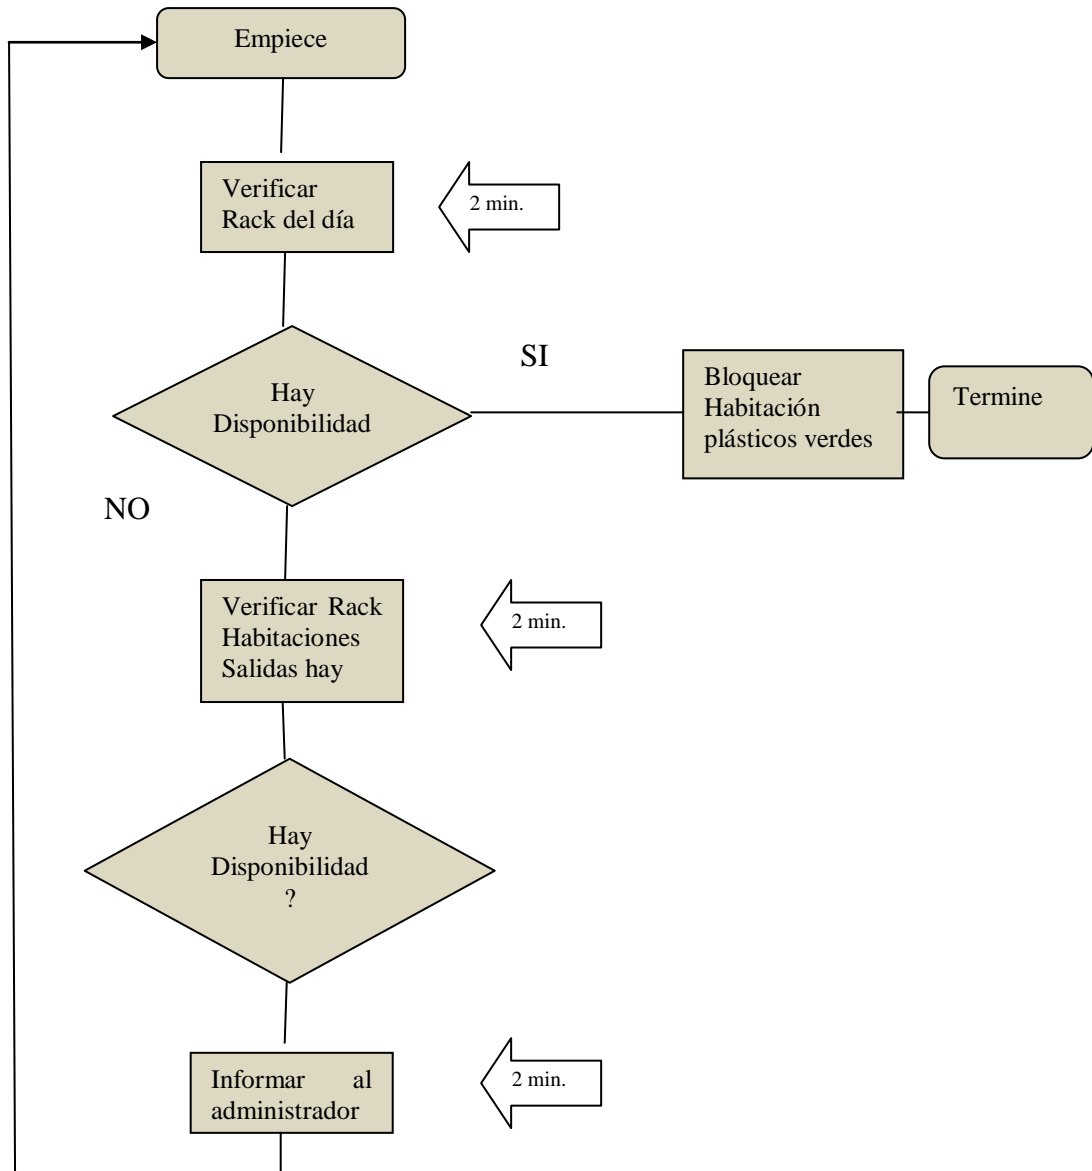 Empiece
Verificar
Rack del día
2 min.
Hay
Disponibilidad
SI
Bloquear
Habitación
plásticos verdes
Termine
NO
Verificar Rack
Habitaciones
Salidas hay
2 min.
Hay
Disponibilidad
?
Informar al
administrador
2 min.